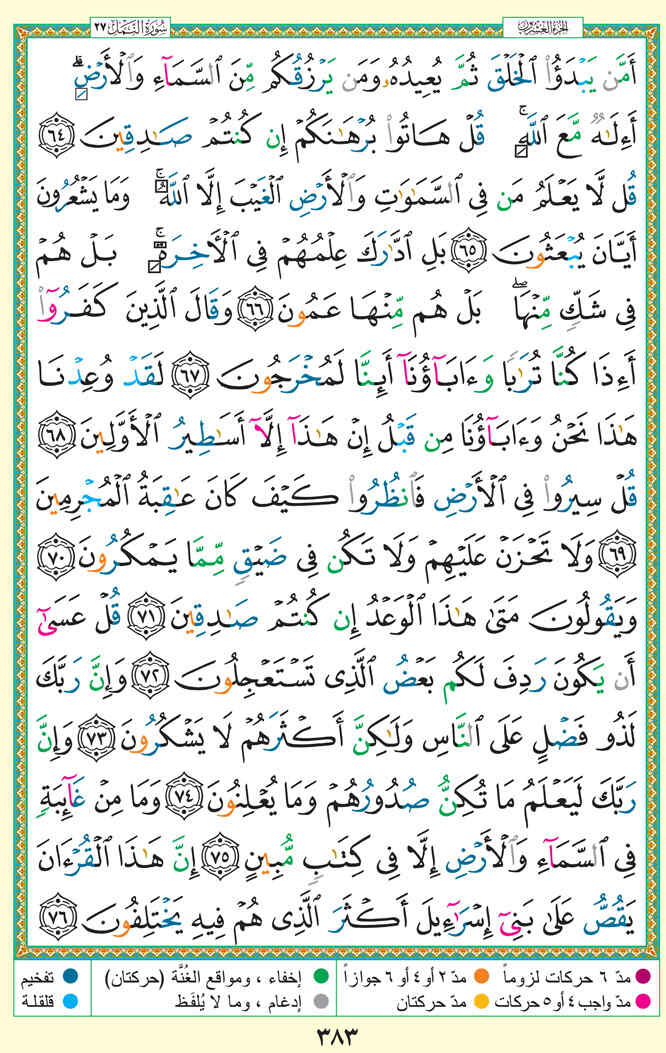 الجزء العشرون
سورة النمل ٢٧
أَمَّن يَبْدَؤُا۟ ٱلْخَلْقَ ثُمَّ يُعِيدُهُۥ وَمَن يَرْزُقُكُم مِّنَ ٱلسَّمَآءِ وَٱلْأَرْضِ ۗ
أَءِلَـٰهٌ مَّعَ ٱللَّهِ ۚ قُلْ هَاتُوا۟ بُرْهَـٰنَكُمْ إِن كُنتُمْ صَـٰدِقِينَ ٦٤
قُل لَّا يَعْلَمُ مَن فِى ٱلسَّمَـٰوَٰتِ وَٱلْأَرْضِ ٱلْغَيْبَ إِلَّا ٱللَّهُ ۚ وَمَا يَشْعُرُونَ
أَيَّانَ يُبْعَثُونَ ٦٥ بَلِ ٱدَّٰرَكَ عِلْمُهُمْ فِى ٱلْـَٔاخِرَةِ ۚ بَلْ هُمْ
فِى شَكٍّ مِّنْهَا ۖ بَلْ هُم مِّنْهَا عَمُونَ ٦٦ وَقَالَ ٱلَّذِينَ كَفَرُوٓا۟
أَءِذَا كُنَّا تُرَٰبًا وَءَابَآؤُنَآ أَئِنَّا لَمُخْرَجُونَ ٦٧ لَقَدْ وُعِدْنَا
هَـٰذَا نَحْنُ وَءَابَآؤُنَا مِن قَبْلُ إِنْ هَـٰذَآ إِلَّآ أَسَـٰطِيرُ ٱلْأَوَّلِينَ ٦٨
قُلْ سِيرُوا۟ فِى ٱلْأَرْضِ فَٱنظُرُوا۟ كَيْفَ كَانَ عَـٰقِبَةُ ٱلْمُجْرِمِينَ
٦٩ وَلَا تَحْزَنْ عَلَيْهِمْ وَلَا تَكُن فِى ضَيْقٍ مِّمَّا يَمْكُرُونَ ٧٠
وَيَقُولُونَ مَتَىٰ هَـٰذَا ٱلْوَعْدُ إِن كُنتُمْ صَـٰدِقِينَ ٧١ قُلْ عَسَىٰٓ
أَن يَكُونَ رَدِفَ لَكُم بَعْضُ ٱلَّذِى تَسْتَعْجِلُونَ ٧٢ وَإِنَّ رَبَّكَ
لَذُو فَضْلٍ عَلَى ٱلنَّاسِ وَلَـٰكِنَّ أَكْثَرَهُمْ لَا يَشْكُرُونَ ٧٣ وَإِنَّ
رَبَّكَ لَيَعْلَمُ مَا تُكِنُّ صُدُورُهُمْ وَمَا يُعْلِنُونَ ٧٤ وَمَا مِنْ غَآئِبَةٍ
فِى ٱلسَّمَآءِ وَٱلْأَرْضِ إِلَّا فِى كِتَـٰبٍ مُّبِينٍ ٧٥ إِنَّ هَـٰذَا ٱلْقُرْءَانَ
يَقُصُّ عَلَىٰ بَنِىٓ إِسْرَٰٓءِيلَ أَكْثَرَ ٱلَّذِى هُمْ فِيهِ يَخْتَلِفُونَ ٧٦
مدّ ٦ حركات لزوماً مدّ ٢ أو ٤ أو ٦ جوازاً إخفاء ، ومواقع الغُنَّة (حركتان) تفخيم
مدّ واجب ٤ أو ٥ حركات مدّ حركتان إدغام ، وما لا يُلفَظ قلقلة
٣٨٣